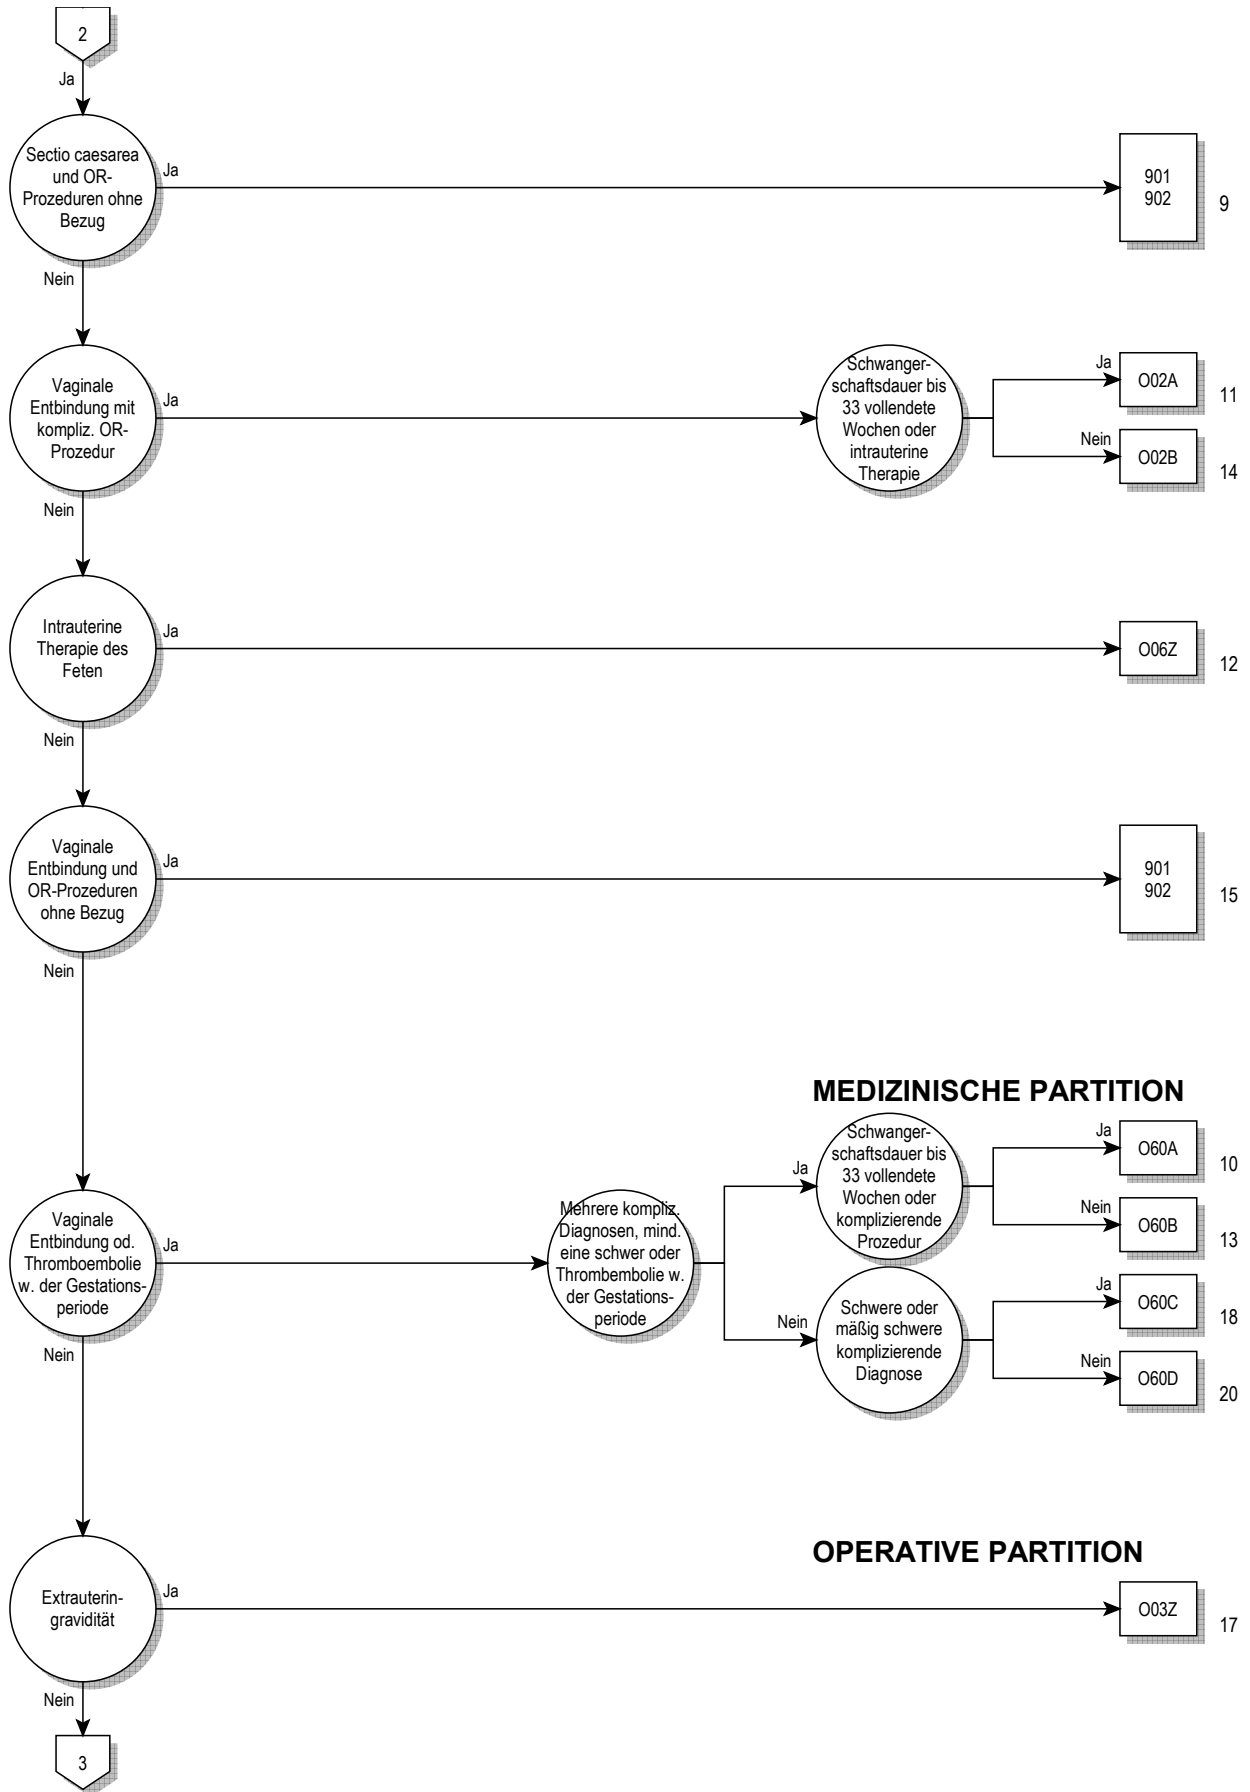 2
Ja
Sectio caesarea
und OR-
Prozeduren ohne
Bezug
Ja
901
902
9
Nein
Vaginale
Entbindung mit
kompliz. OR-
Prozedur
Ja
Schwanger-
schaftsdauer bis
33 vollendete
Wochen oder
intrauterine
Therapie
Ja
O02A
11
Nein
O02B
14
Nein
Intrauterine
Therapie des
Feten
Ja
O06Z
12
Nein
Vaginale
Entbindung und
OR-Prozeduren
ohne Bezug
Ja
901
902
15
Nein
MEDIZINISCHE PARTITION
Vaginale
Entbindung od.
Thromboembolie
w. der Gestations-
periode
Ja
Mehrere kompliz.
Diagnosen, mind.
eine schwer oder
Thrombembolie w.
der Gestations-
periode
Ja
Schwanger-
schaftsdauer bis
33 vollendete
Wochen oder
komplizierende
Prozedur
Ja
O60A
10
Nein
O60B
13
Nein
Schwere oder
mäßig schwere
komplizierende
Diagnose
Ja
O60C
18
Nein
O60D
20
Nein
OPERATIVE PARTITION
Extrauterin-
gravidität
Ja
O03Z
17
Nein
3